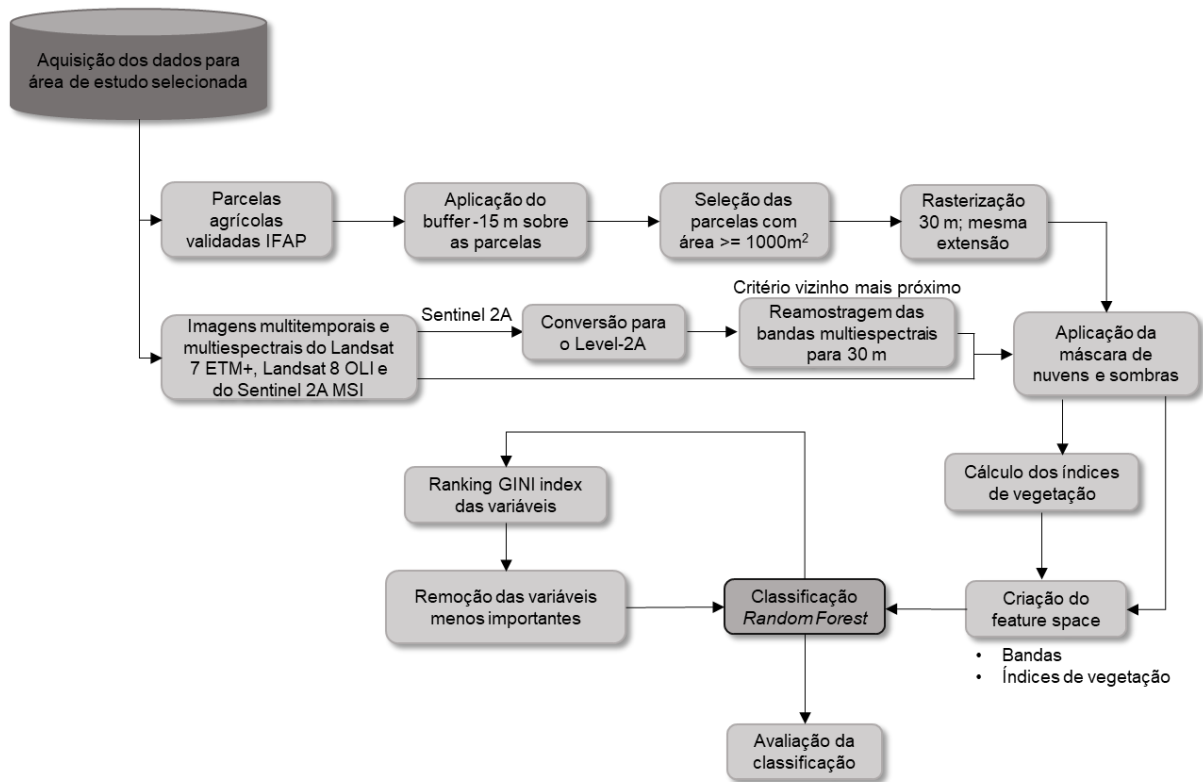 Aquisição dos dados para
área de estudo selecionada
Parcelas
agrícolas
validadas IFAP
Aplicação do
buffer -15 m sobre
as parcelas
Seleção das
parcelas com
área >= 1000m²
Rasterização
30 m; mesma
extensão
Imagens multitemporais e
multiespectrais do Landsat
7 ETM+, Landsat 8 OLI e
do Sentinel 2A MSI
Sentinel 2A
Conversão para
o Level-2A
Critério vizinho mais próximo
Reamostragem das
bandas multiespectrais
para 30 m
Aplicação da
máscara de
nuvens e sombras
Cálculo dos índices
de vegetação
Criação do
feature space
• Bandas
• Índices de vegetação
Classificação
Random Forest
Ranking GINI index
das variáveis
Remoção das variáveis
menos importantes
Avaliação da
classificação